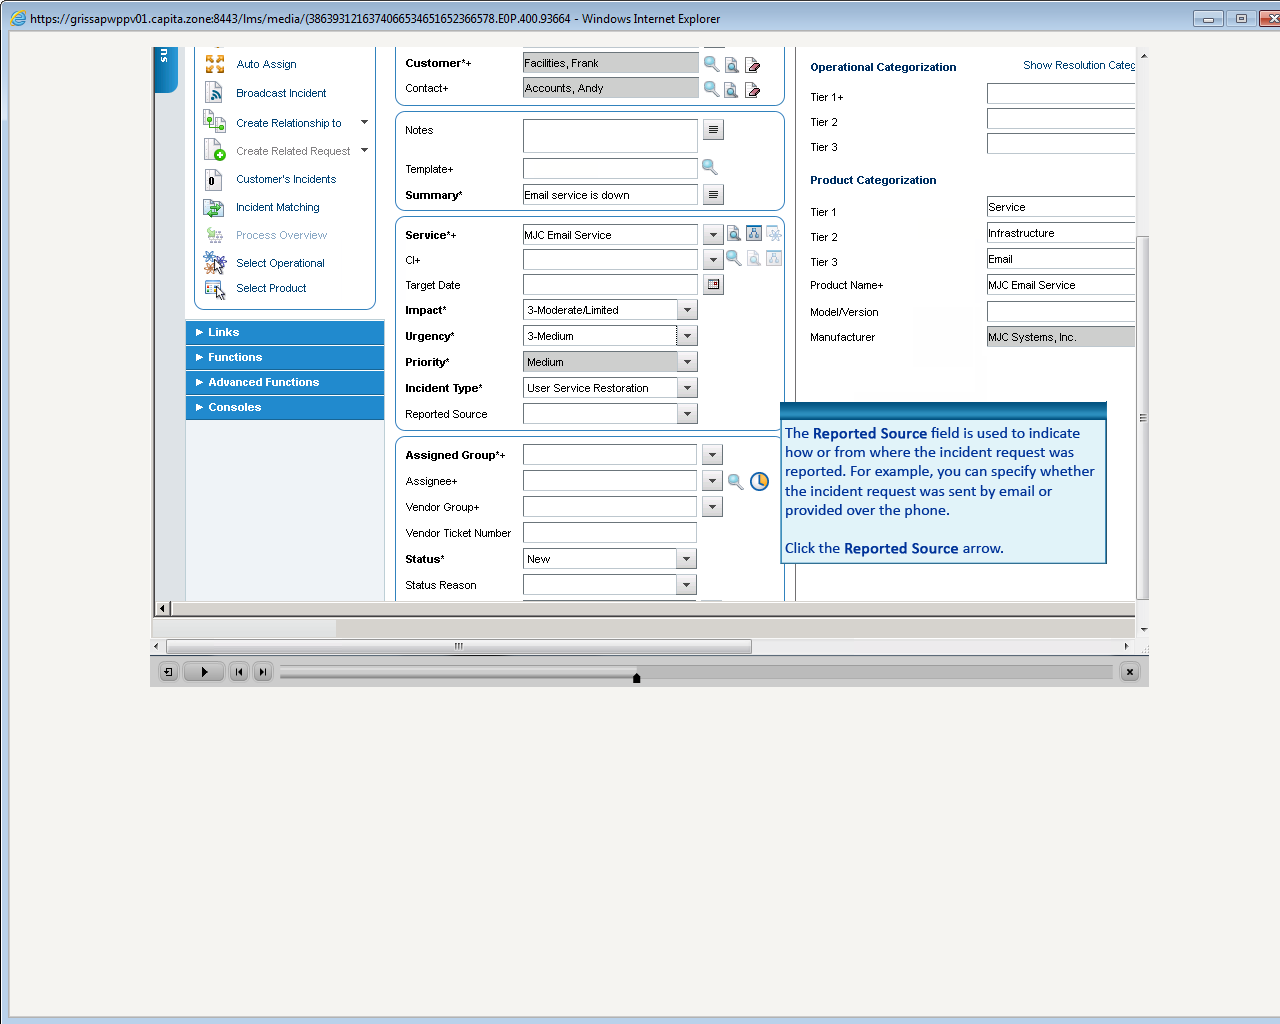 https://grissapwppv01.capita.zone:8443/lms/media/(3863931216374066534651652366578.E0P.400.93664 - Windows Internet Explorer
Auto Assign
Broadcast Incident
Create Relationship to
Create Related Request
Customer's Incidents
Incident Matching
Process Overview
Select Operational
Select Product
Links
Functions
Advanced Functions
Consoles
Customer*+
Facilities, Frank
Contact+
Accounts, Andy
Notes
Template+
Summary*
Email service is down
Service*+
MJC Email Service
CI+
Target Date
Impact*
3-Moderate/Limited
Urgency*
3-Medium
Priority*
Medium
Incident Type*
User Service Restoration
Reported Source
Assigned Group*+
Assignee+
Vendor Group+
Vendor Ticket Number
Status*
New
Status Reason
Operational Categorization
Show Resolution Categ
Tier 1+
Tier 2
Tier 3
Product Categorization
Tier 1
Service
Tier 2
Infrastructure
Tier 3
Email
Product Name+
MJC Email Service
Model/Version
Manufacturer
MJC Systems, Inc.
The Reported Source field is used to indicate
how or from where the incident request was
reported. For example, you can specify whether
the incident request was sent by email or
provided over the phone.
Click the Reported Source arrow.